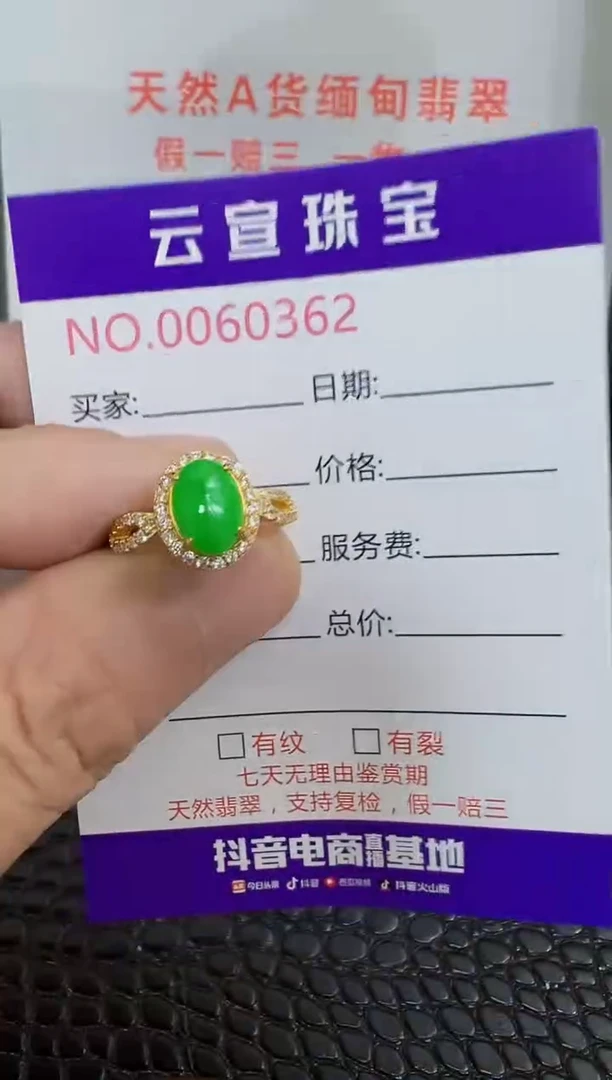 天然A货缅甸翡翠
假一赔三
云宣珠宝
NO.0060362
买家: 日期:
价格:
服务费:
总价:
有纹 有裂
七天无理由鉴赏期
天然翡翠，支持复检，假一赔三
抖音电商直播基地
今日头条 抖音 西瓜视频 抖音火山版